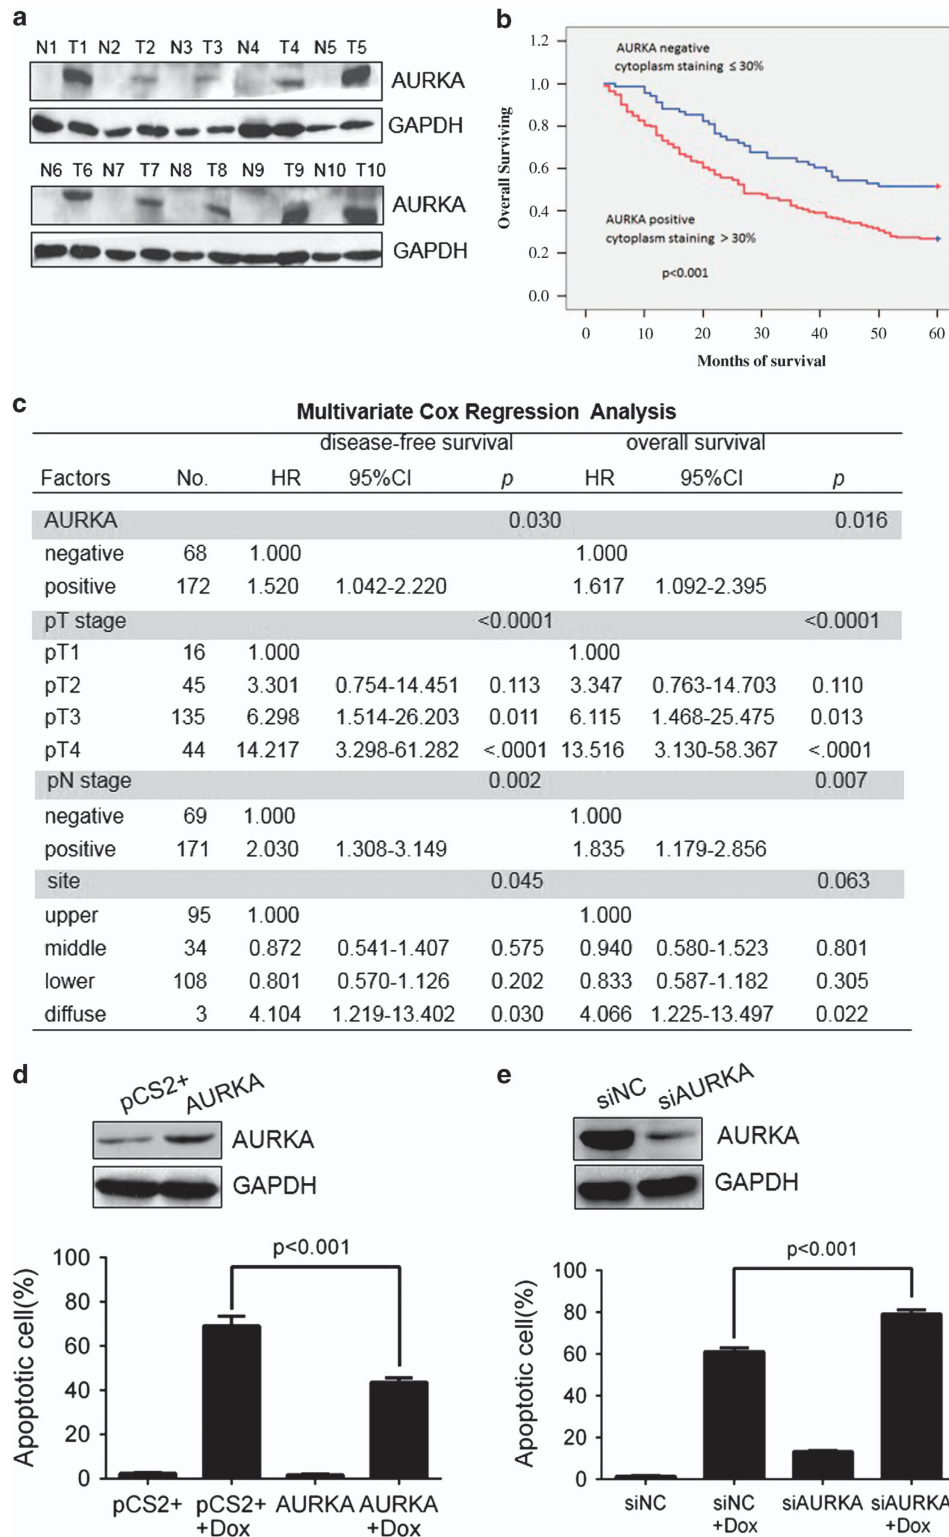 a
N1 T1 N2 T2 N3 T3 N4 T4 N5 T5
AURKA
GAPDH
N6 T6 N7 T7 N8 T8 N9 T9 N10 T10
AURKA
GAPDH
b
1.2
1.0
0.8
0.6
0.4
0.2
0.0
Overall Surviving
AURKA negative
cytoplasm staining ≤ 30%
AURKA positive
cytoplasm staining > 30%
p<0.001
0 10 20 30 40 50 60
Months of survival
c
Multivariate Cox Regression Analysis
disease-free survival overall survival
Factors No. HR 95%CI p HR 95%CI p
AURKA 0.030 0.016
negative 68 1.000 1.000
positive 172 1.520 1.042-2.220 1.617 1.092-2.395
pT stage <0.0001 <0.0001
pT1 16 1.000 1.000
pT2 45 3.301 0.754-14.451 0.113 3.347 0.763-14.703 0.110
pT3 135 6.298 1.514-26.203 0.011 6.115 1.468-25.475 0.013
pT4 44 14.217 3.298-61.282 <.0001 13.516 3.130-58.367 <.0001
pN stage 0.002 0.007
negative 69 1.000 1.000
positive 171 2.030 1.308-3.149 1.835 1.179-2.856
site 0.045 0.063
upper 95 1.000 1.000
middle 34 0.872 0.541-1.407 0.575 0.940 0.580-1.523 0.801
lower 108 0.801 0.570-1.126 0.202 0.833 0.587-1.182 0.305
diffuse 3 4.104 1.219-13.402 0.030 4.066 1.225-13.497 0.022
d
pCS2+ AURKA
AURKA
GAPDH
p<0.001
100
80
60
40
20
0
Apoptotic cell(%)
pCS2+ pCS2+ AURKA AURKA
+Dox +Dox
e
siNC siAURKA
AURKA
GAPDH
p<0.001
100
80
60
40
20
0
Apoptotic cell(%)
siNC siNC siAURKA siAURKA
+Dox +Dox